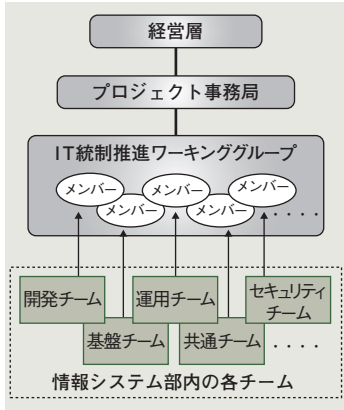 経営層
プロジェクト事務局
IT統制推進ワーキンググループ
メンバー
メンバー
メンバー
メンバー
メンバー
・・・・
開発チーム
運用チーム
セキュリティ
チーム
基盤チーム
共通チーム
・・・・
情報システム部内の各チーム